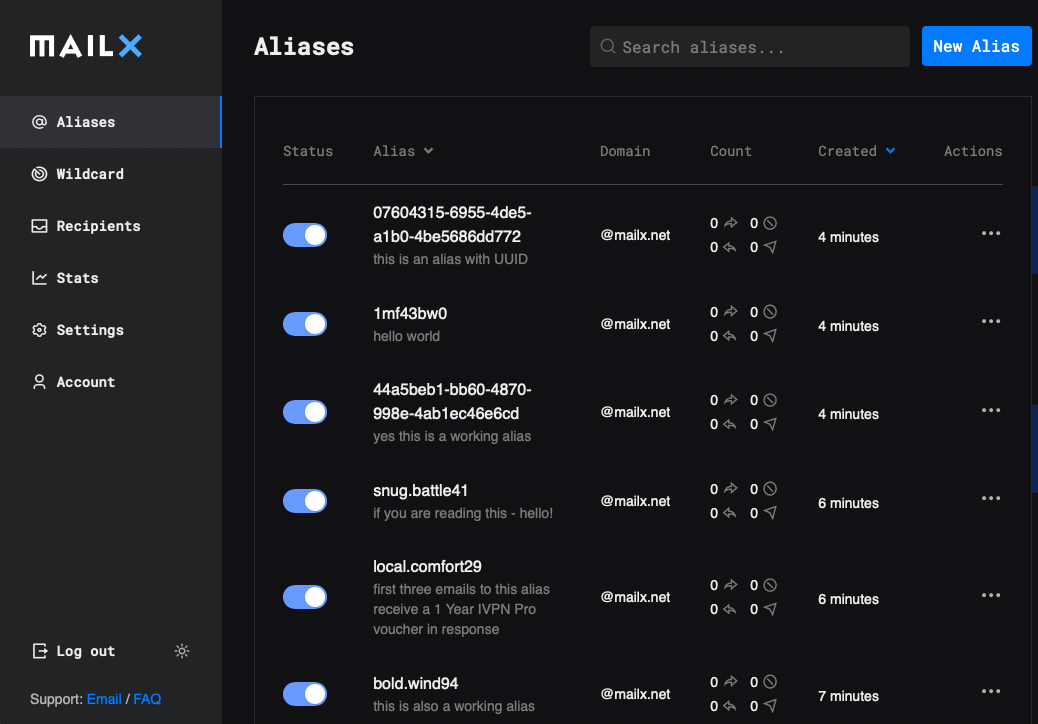 MAILX
Aliases
Wildcard
Recipients
Stats
Settings
Account
Log out
Support: Email / FAQ
Aliases
Search aliases...
New Alias
Status Alias Domain Count Created Actions
07604315-6955-4de5-
a1b0-4be5686dd772
this is an alias with UUID
@mailx.net
0 0
0 0
4 minutes
1mf43bw0
hello world
@mailx.net
0 0
0 0
4 minutes
44a5beb1-bb60-4870-
998e-4ab1ec46e6cd
yes this is a working alias
@mailx.net
0 0
0 0
4 minutes
snug.battle41
if you are reading this - hello!
@mailx.net
0 0
0 0
6 minutes
local.comfort29
first three emails to this alias
receive a 1 Year IVPN Pro
voucher in response
@mailx.net
0 0
0 0
6 minutes
bold.wind94
this is also a working alias
@mailx.net
0 0
0 0
7 minutes